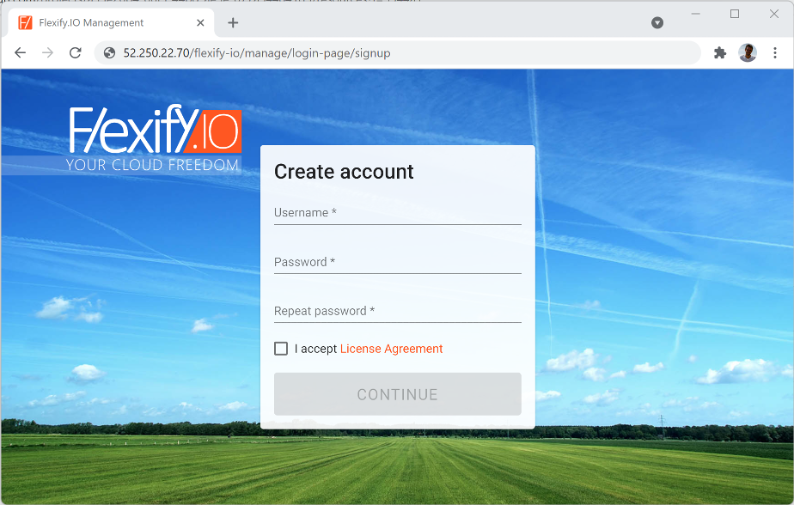 Flexify.IO Management
52.250.22.70/flexify-io/manage/login-page/signup
Flexify.IO
YOUR CLOUD FREEDOM
Create account
Username *
Password *
Repeat password *
I accept License Agreement
CONTINUE